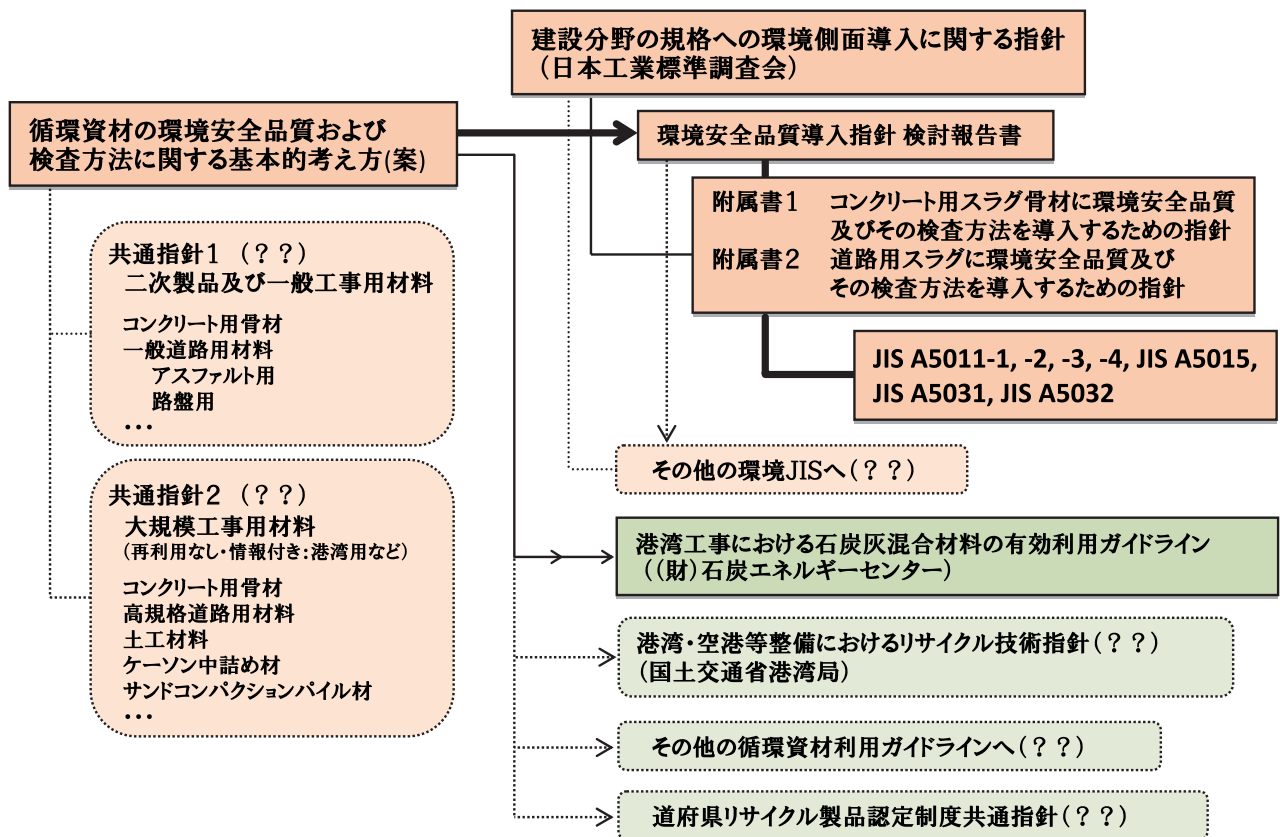 建設分野の規格への環境側面導入に関する指針
（日本工業標準調査会）
循環資材の環境安全品質および
検査方法に関する基本的考え方(案)
環境安全品質導入指針 検討報告書
附属書1 コンクリート用スラグ骨材に環境安全品質
及びその検査方法を導入するための指針
附属書2 道路用スラグに環境安全品質及び
その検査方法を導入するための指針
JIS A5011-1, -2, -3, -4, JIS A5015,
JIS A5031, JIS A5032
共通指針1（？？）
二次製品及び一般工事用材料
コンクリート用骨材
一般道路用材料
アスファルト用
路盤用
…
共通指針2（？？）
大規模工事用材料
(再利用なし・情報付き:港湾用など)
コンクリート用骨材
高規格道路用材料
土工材料
ケーソン中詰め材
サンドコンパクションパイル材
…
その他の環境JISへ(？？)
港湾工事における石炭灰混合材料の有効利用ガイドライン
((財)石炭エネルギーセンター)
港湾・空港等整備におけるリサイクル技術指針(？？)
(国土交通省港湾局)
その他の循環資材利用ガイドラインへ(？？)
道府県リサイクル製品認定制度共通指針(？？)